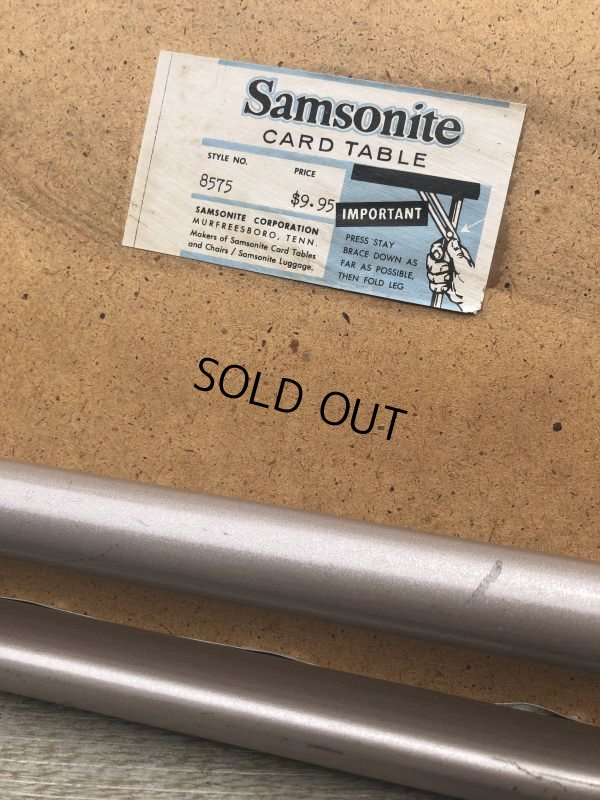 Samsonite
CARD TABLE
STYLE NO.
PRICE
8575
$9.95
SAMSONITE CORPORATION
MURFREESBORO, TENN.
Makers of Samsonite Card Tables
and Chairs / Samsonite Luggage.
IMPORTANT
PRESS STAY
BRACE DOWN AS
FAR AS POSSIBLE,
THEN FOLD LEG
SOLD OUT